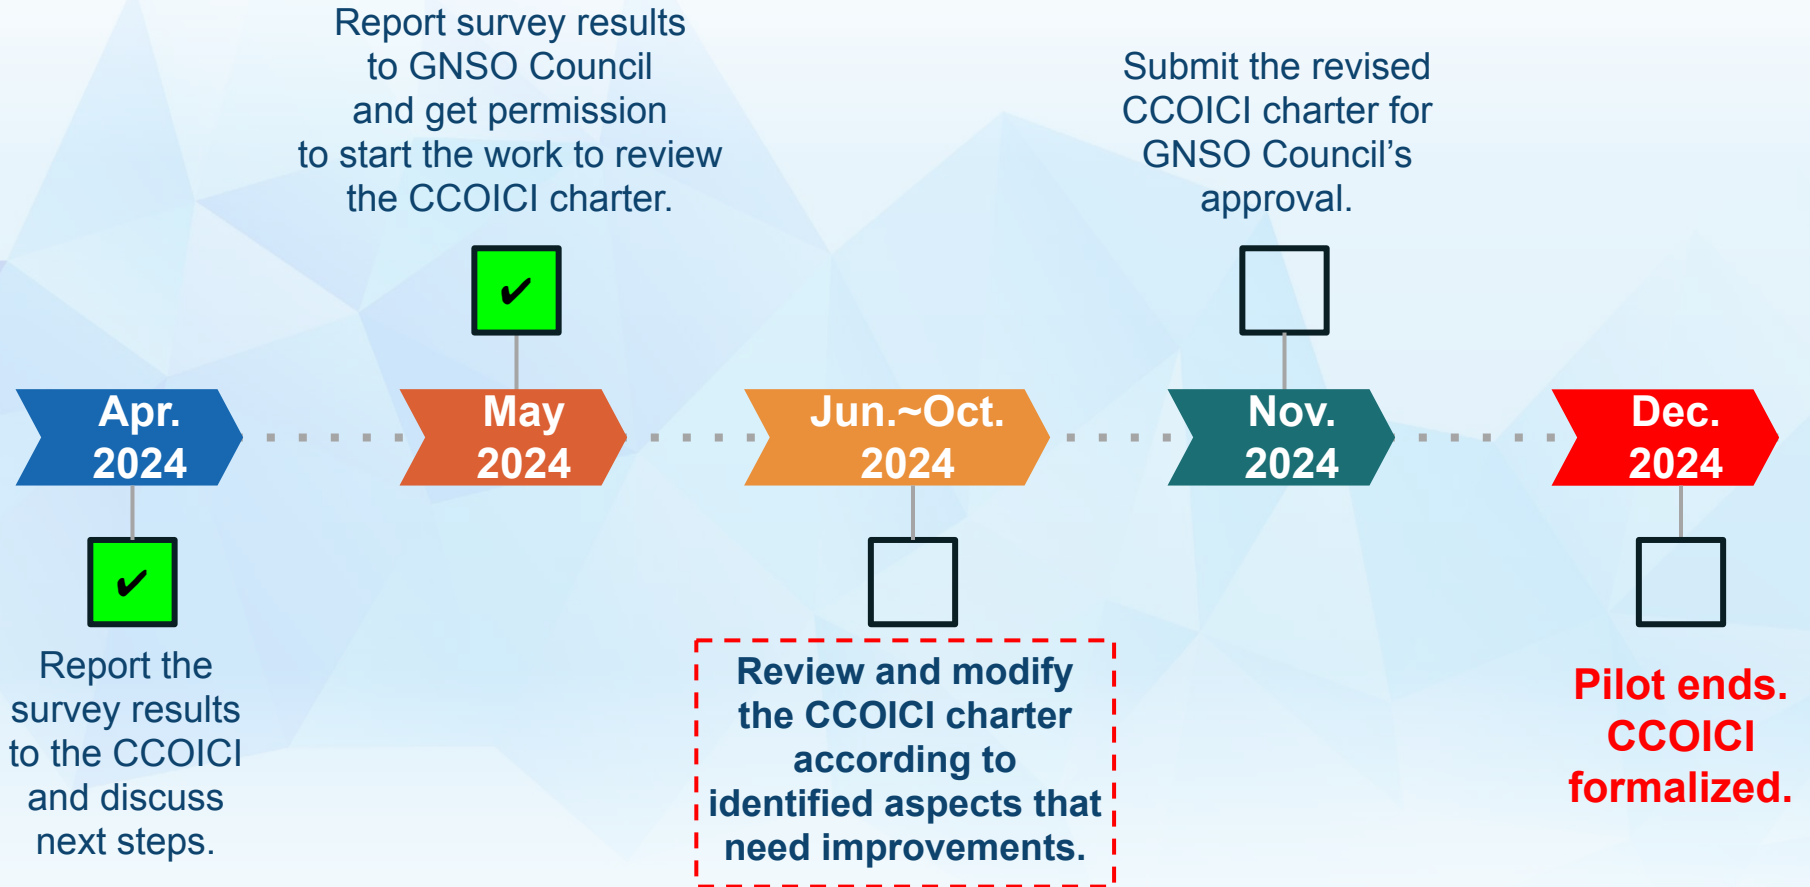 Report survey results
to GNSO Council
and get permission
to start the work to review
the CCOICI charter.
Submit the revised
CCOICI charter for
GNSO Council’s
approval.
✔
Apr.
2024
May
2024
Jun.~Oct.
2024
Nov.
2024
Dec.
2024
✔
Report the
survey results
to the CCOICI
and discuss
next steps.
Review and modify
the CCOICI charter
according to
identified aspects that
need improvements.
Pilot ends.
CCOICI
formalized.